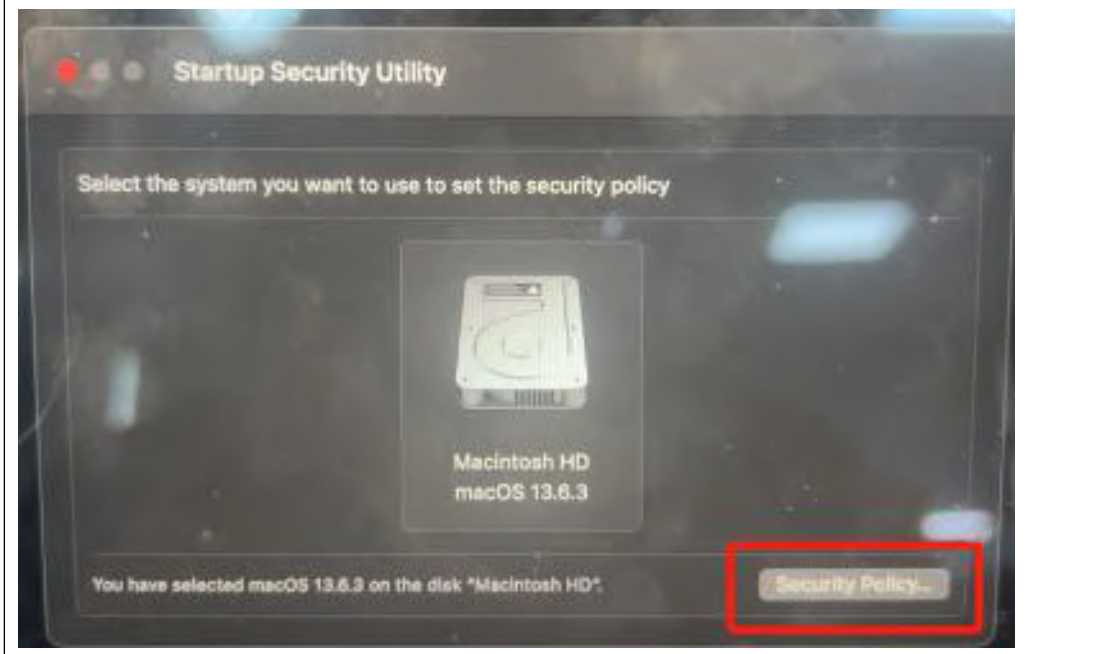 Startup Security Utility
Select the system you want to use to set the security policy
Macintosh HD
macOS 13.6.3
You have selected macOS 13.6.3 on the disk "Macintosh HD".
Security Policy...